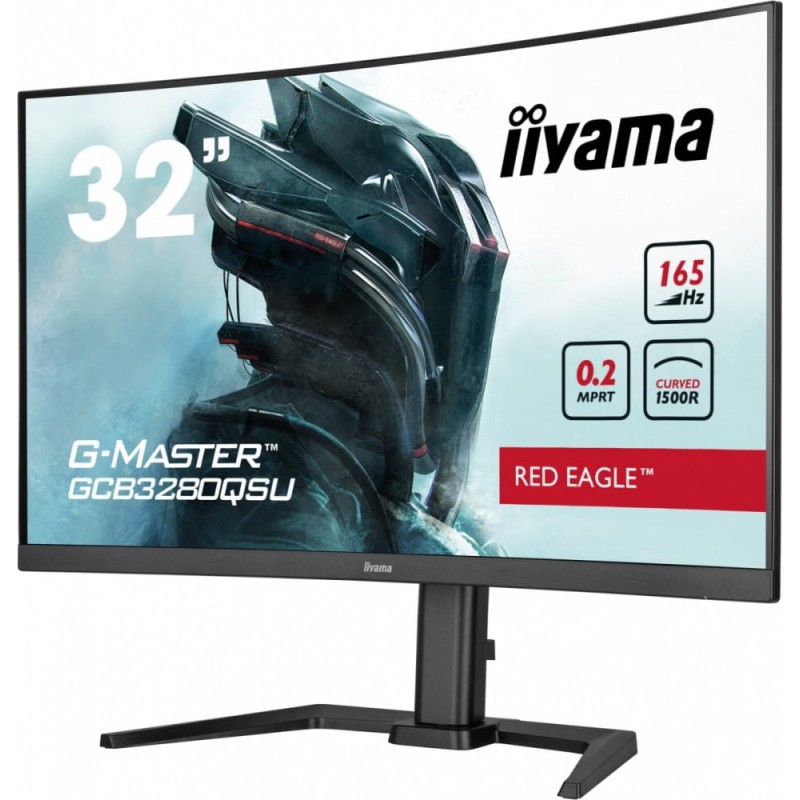 32”
iiyama
RED EAGLE
165
Hz
0.2
MPRT
CURVED
1500R
G-MASTER™
GCB3280QSU
RED EAGLE™
iiyama